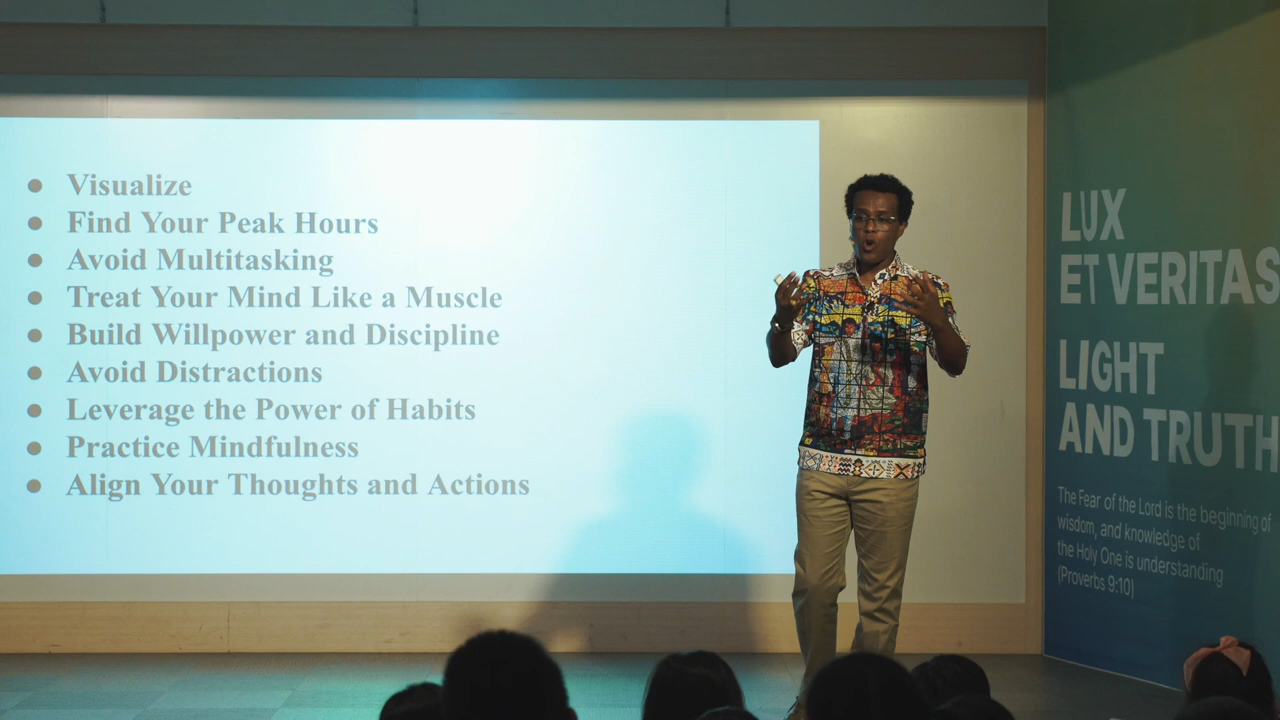 ● Visualize
● Find Your Peak Hours
● Avoid Multitasking
● Treat Your Mind Like a Muscle
● Build Willpower and Discipline
● Avoid Distractions
● Leverage the Power of Habits
● Practice Mindfulness
● Align Your Thoughts and Actions
LUX
ET VERITAS
LIGHT
AND TRUTH
The Fear of the Lord is the beginning of
wisdom, and knowledge of
the Holy One is understanding
(Proverbs 9:10)